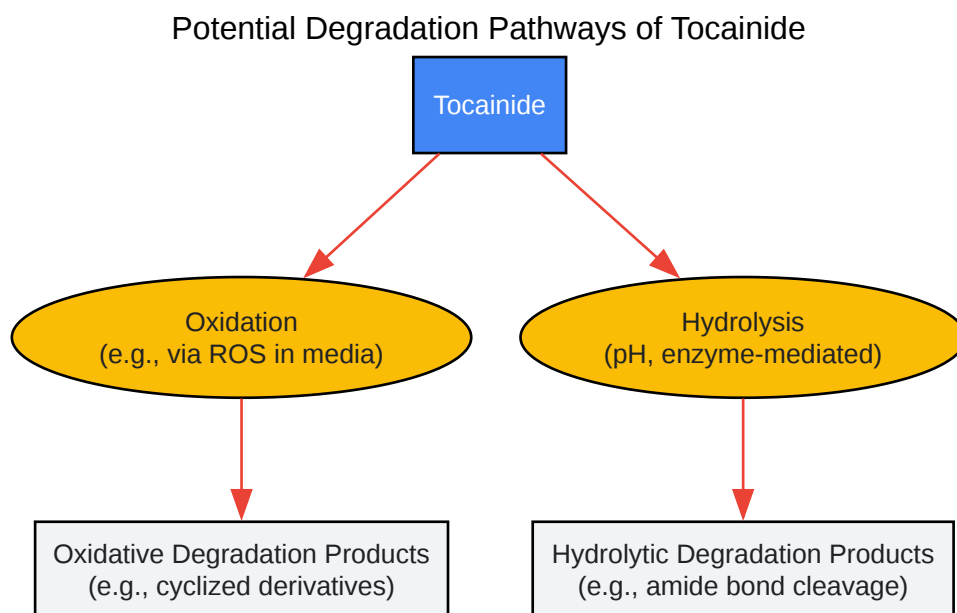 Potential Degradation Pathways of Tocainide
Tocainide
Oxidation
(e.g., via ROS in media)
Hydrolysis
(pH, enzyme-mediated)
Oxidative Degradation Products
(e.g., cyclized derivatives)
Hydrolytic Degradation Products
(e.g., amide bond cleavage)